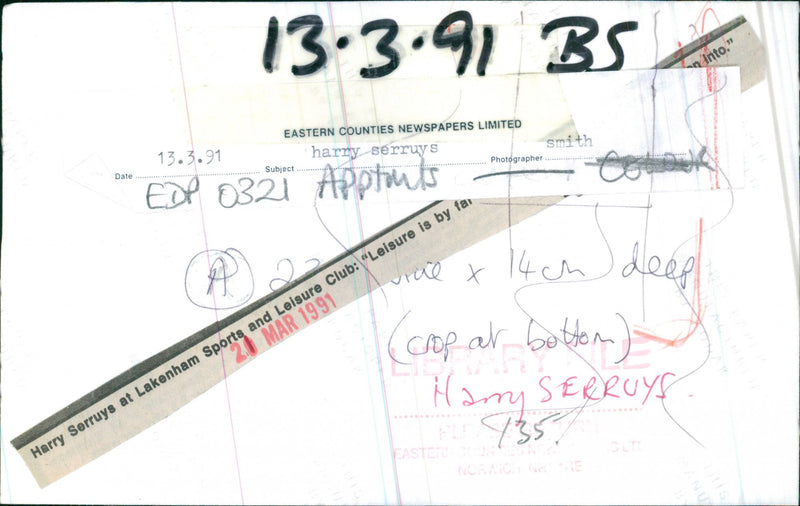 13.3.91 BS
on into."
EASTERN COUNTIES NEWSPAPERS LIMITED
Date 13.3.91 Subject harry serruys Photographer smith
EDP 0321 Apptmts COLOUR
Harry Serruys at Lakenham Sports and Leisure Club: "Leisure is by far
21 MAR 1991
A x 14cm deep
(crop at bottom)
LIBRARY FILE
Harry SERRUYS.
135
EASTERN
NORWICH